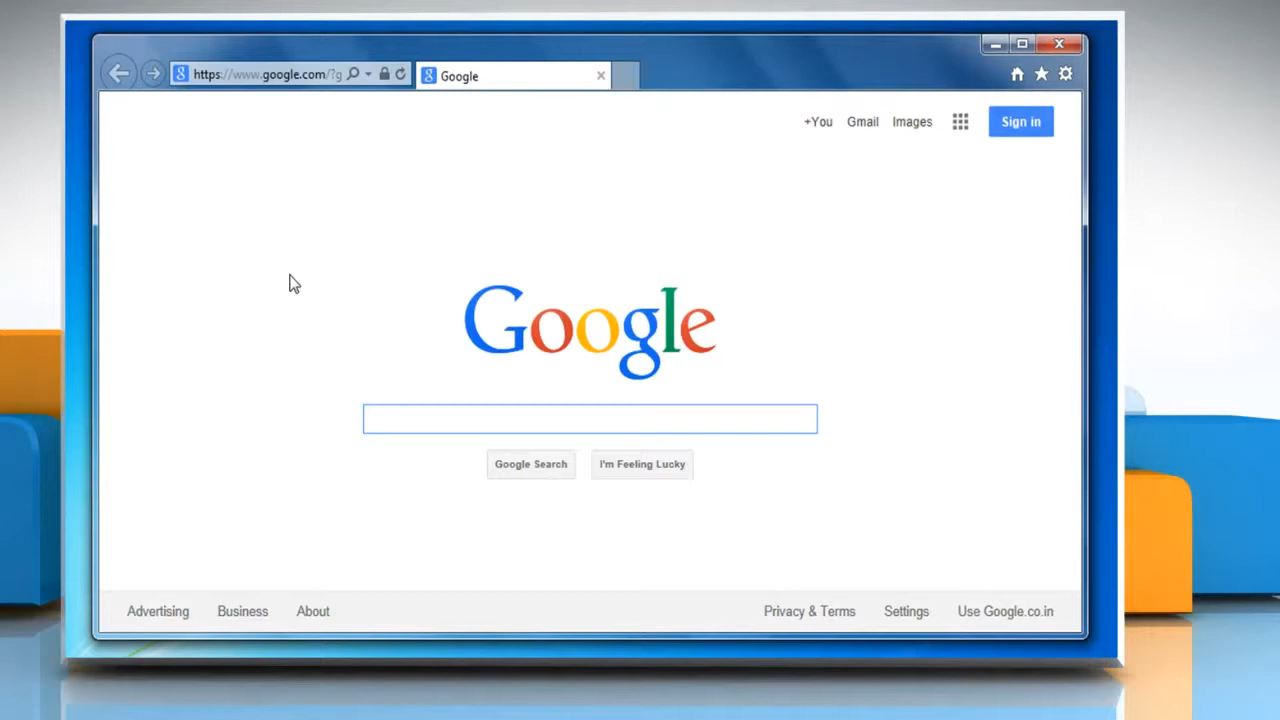 https://www.google.com/?g
Google
+You Gmail Images Sign in
Google
Google Search I'm Feeling Lucky
Advertising Business About Privacy & Terms Settings Use Google.co.in